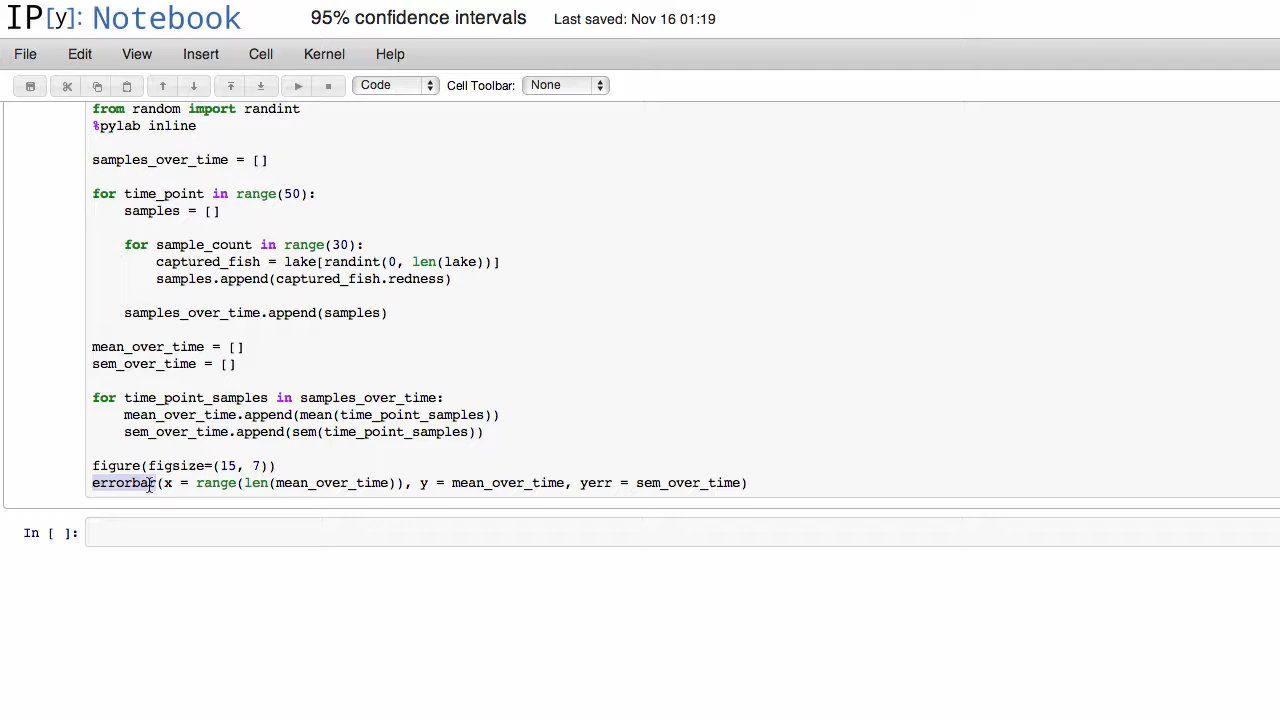 IP[y]: Notebook 95% confidence intervals Last saved: Nov 16 01:19
File Edit View Insert Cell Kernel Help
Code Cell Toolbar: None
from random import randint
%pylab inline
samples_over_time = []
for time_point in range(50):
    samples = []
    for sample_count in range(30):
        captured_fish = lake[randint(0, len(lake))]
        samples.append(captured_fish.redness)
    samples_over_time.append(samples)
mean_over_time = []
sem_over_time = []
for time_point_samples in samples_over_time:
    mean_over_time.append(mean(time_point_samples))
    sem_over_time.append(sem(time_point_samples))
figure(figsize=(15, 7))
errorbar(x = range(len(mean_over_time)), y = mean_over_time, yerr = sem_over_time)
In [ ]: